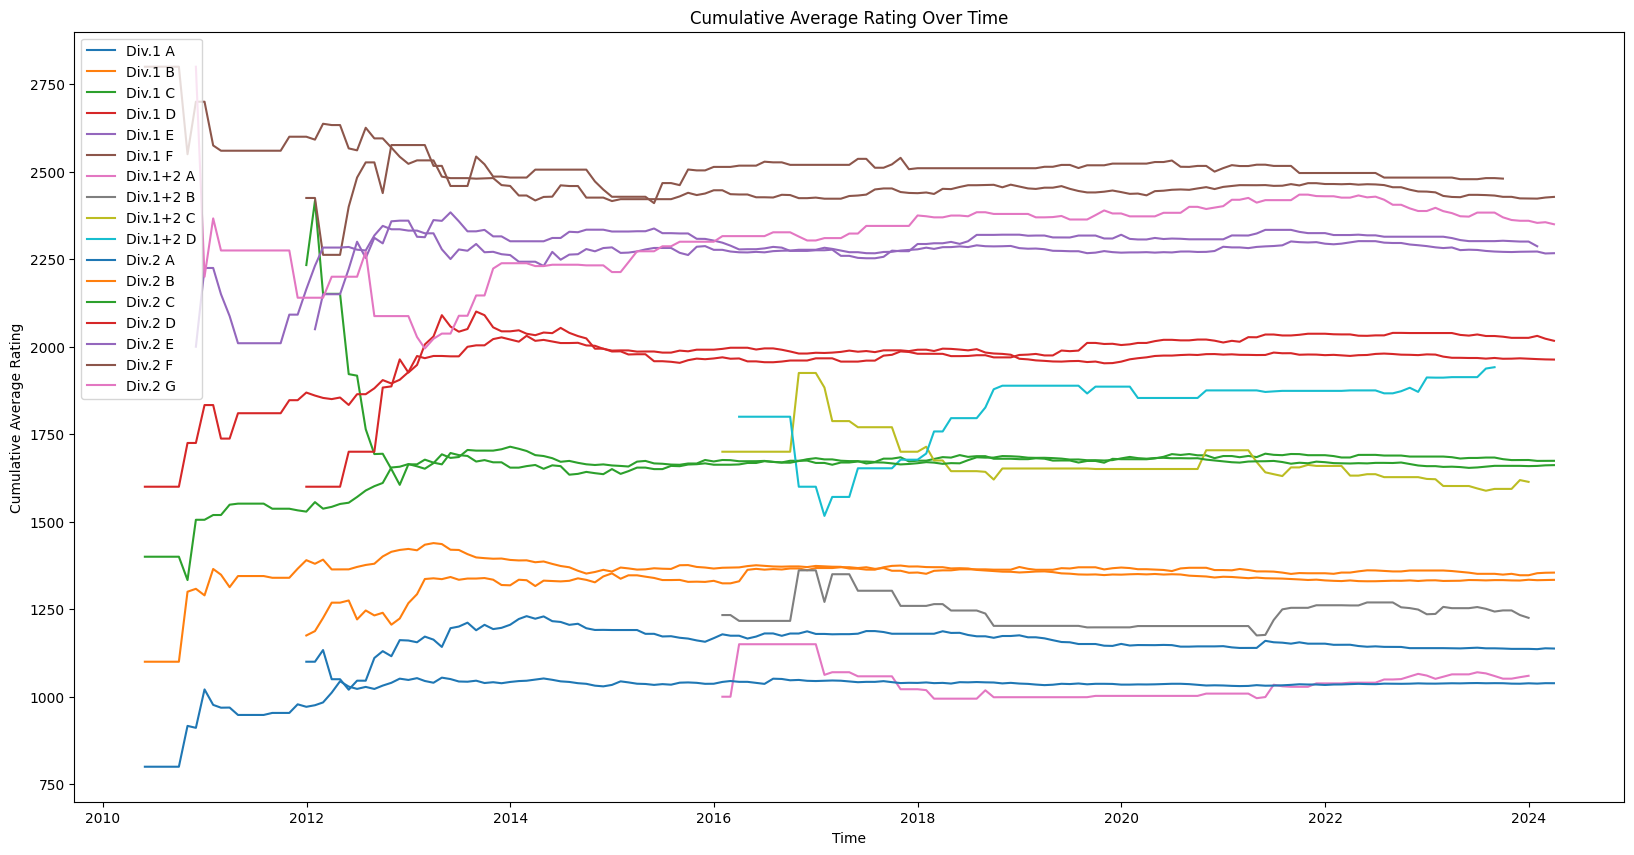 Cumulative Average Rating Over Time
Div.1 A
Div.1 B
Div.1 C
Div.1 D
Div.1 E
Div.1 F
Div.1+2 A
Div.1+2 B
Div.1+2 C
Div.1+2 D
Div.2 A
Div.2 B
Div.2 C
Div.2 D
Div.2 E
Div.2 F
Div.2 G
Cumulative Average Rating
2750
2500
2250
2000
1750
1500
1250
1000
750
2010 2012 2014 2016 2018 2020 2022 2024
Time